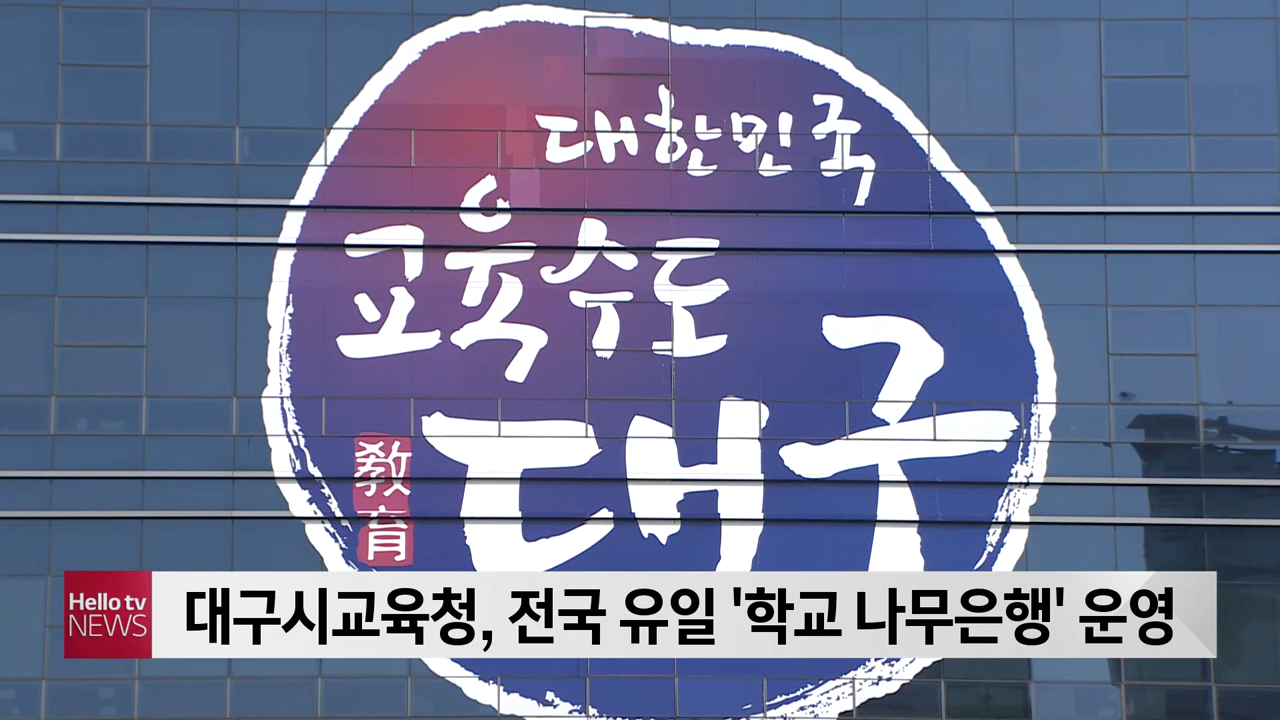 대한민국
교육수도
대구
敎育
Hello tv
NEWS
대구시교육청, 전국 유일 '학교 나무은행' 운영